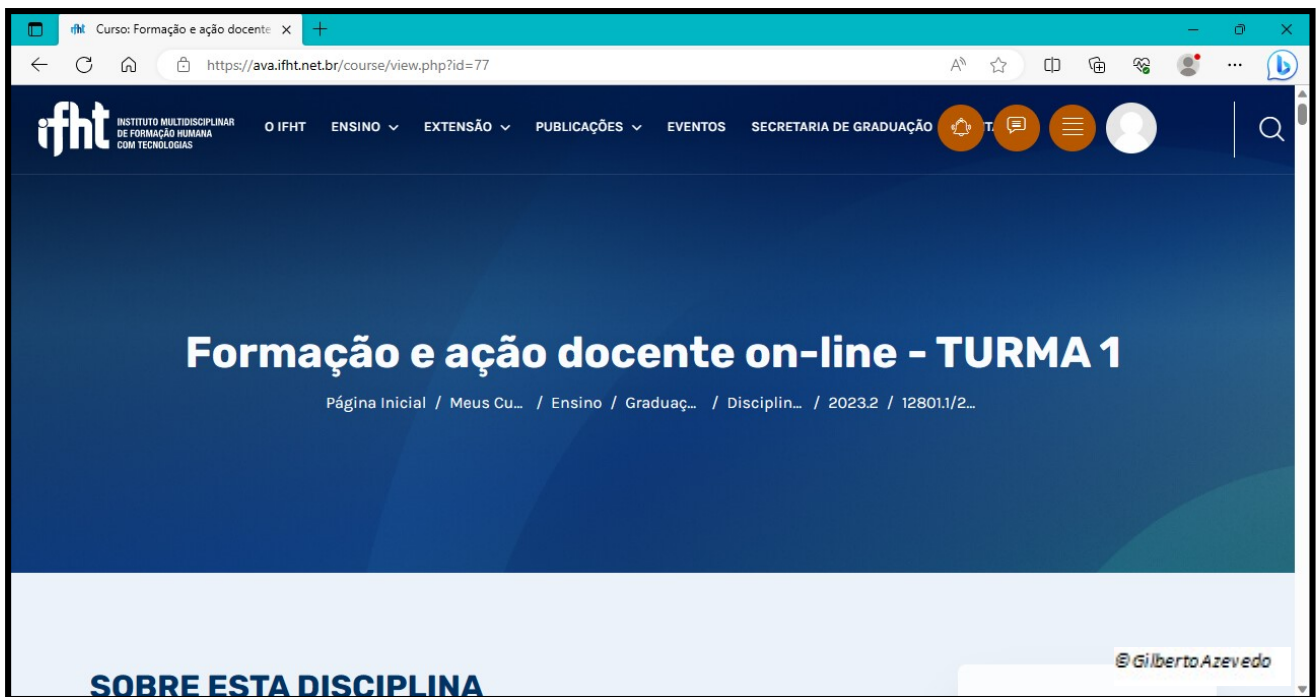 ifht Curso: Formação e ação docente
https://ava.ifht.net.br/course/view.php?id=77
ifht
INSTITUTO MULTIDISCIPLINAR
DE FORMAÇÃO HUMANA
COM TECNOLOGIAS
O IFHT ENSINO EXTENSÃO PUBLICAÇÕES EVENTOS SECRETARIA DE GRADUAÇÃO
Formação e ação docente on-line - TURMA 1
Página Inicial / Meus Cu... / Ensino / Graduaç... / Disciplin... / 2023.2 / 12801.1/2...
©GilbertoAzevedo
SOBRE ESTA DISCIPLINA